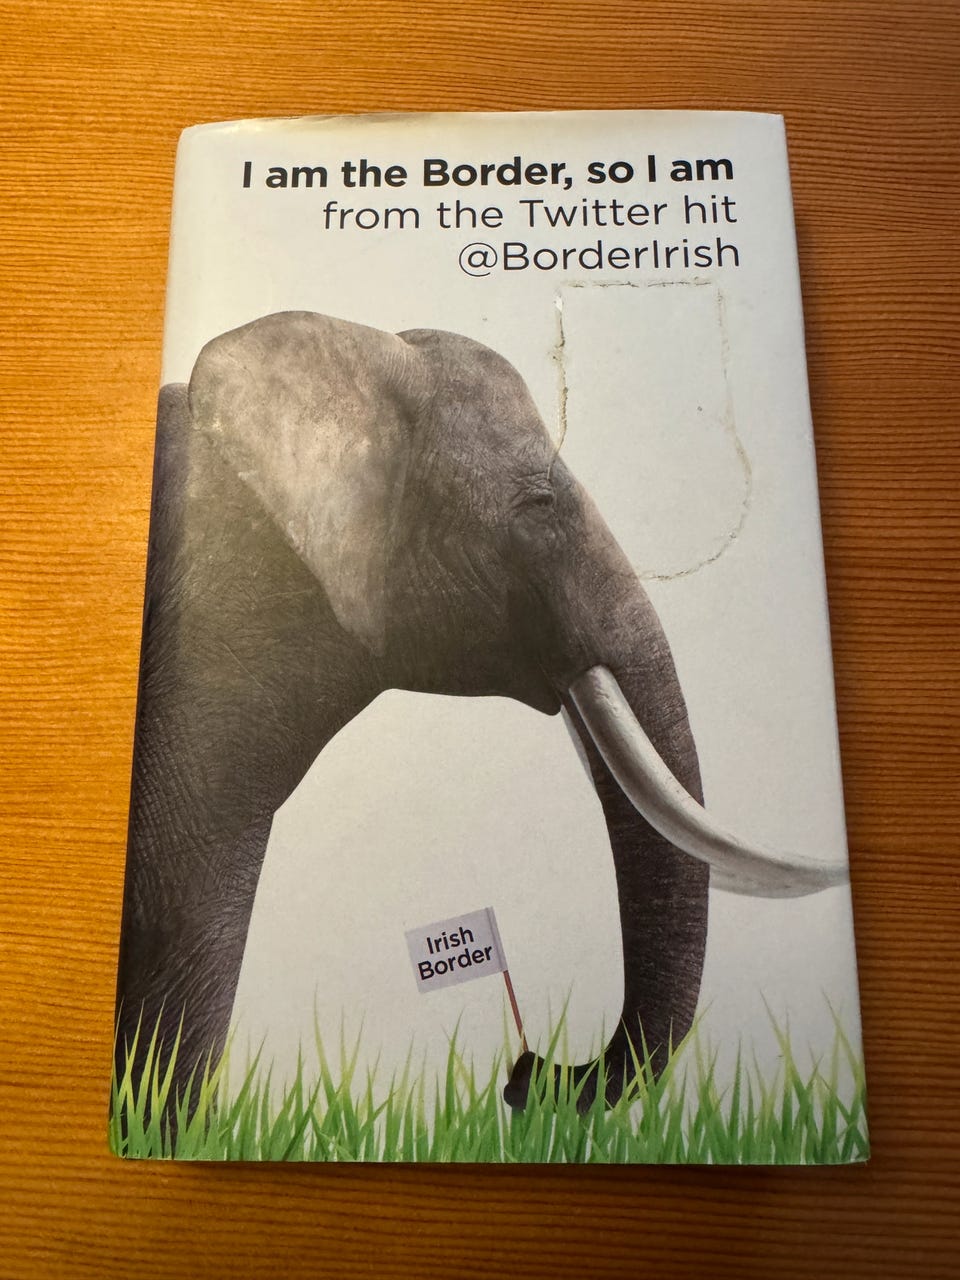 I am the Border, so I am
from the Twitter hit
@BorderIrish
Irish
Border